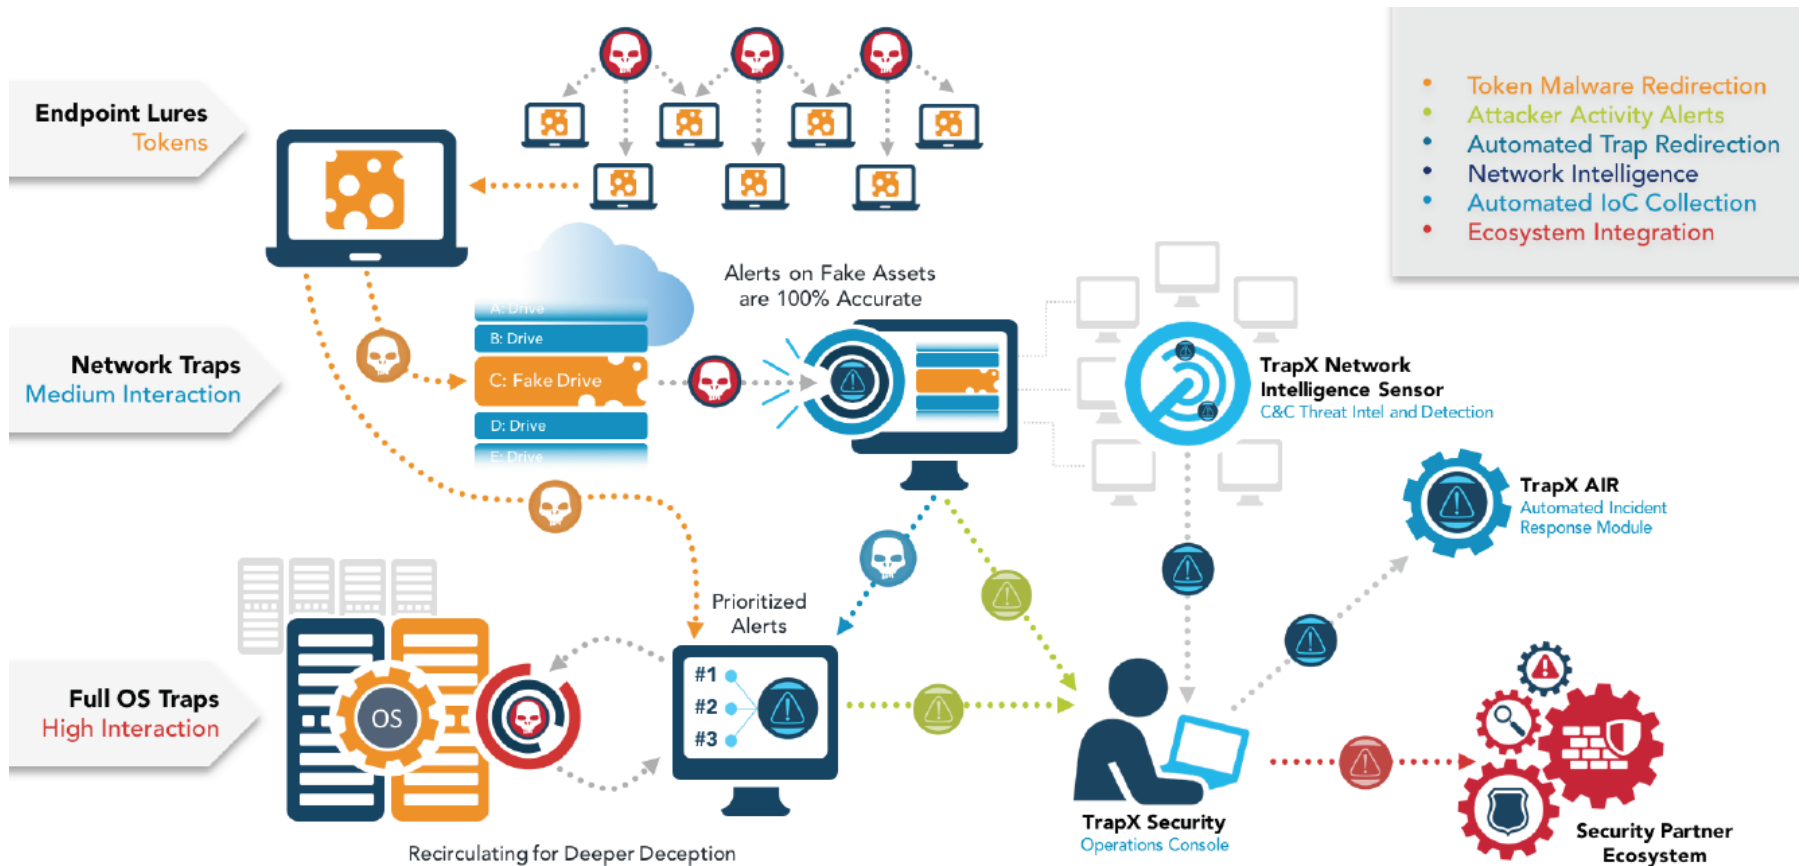 Endpoint Lures
Tokens
Token Malware Redirection
Attacker Activity Alerts
Automated Trap Redirection
Network Intelligence
Automated IoC Collection
Ecosystem Integration
Alerts on Fake Assets
are 100% Accurate
A: Drive
B: Drive
C: Fake Drive
D: Drive
E: Drive
Network Traps
Medium Interaction
TrapX Network
Intelligence Sensor
C&C Threat Intel and Detection
TrapX AIR
Automated Incident
Response Module
Prioritized
Alerts
#1
#2
#3
Full OS Traps
High Interaction
OS
TrapX Security
Operations Console
Security Partner
Ecosystem
Recirculating for Deeper Deception